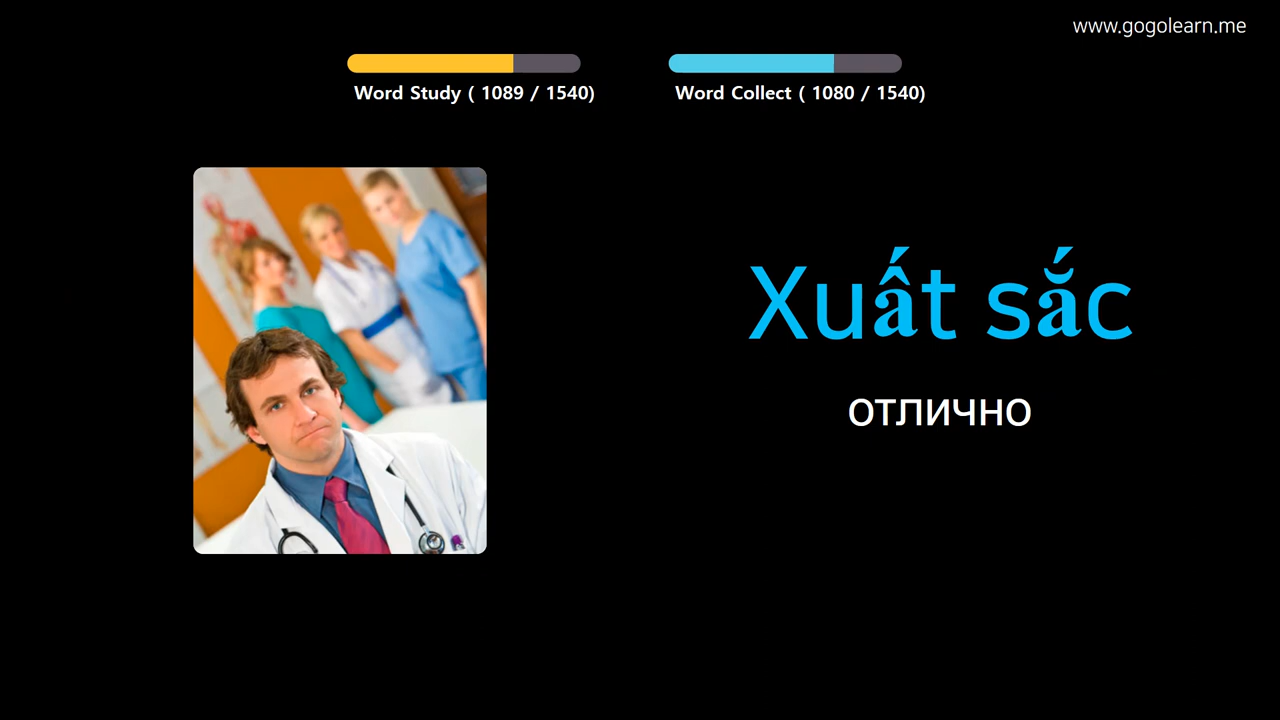 www.gogolearn.me
Word Study ( 1089 / 1540)
Word Collect ( 1080 / 1540)
Xuất sắc
отлично